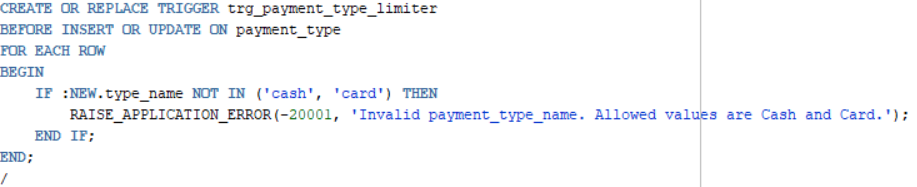 CREATE OR REPLACE TRIGGER trg_payment_type_limiter
BEFORE INSERT OR UPDATE ON payment_type
FOR EACH ROW
BEGIN
    IF :NEW.type_name NOT IN ('cash', 'card') THEN
        RAISE_APPLICATION_ERROR(-20001, 'Invalid payment_type_name. Allowed values are Cash and Card.');
    END IF;
END;
/